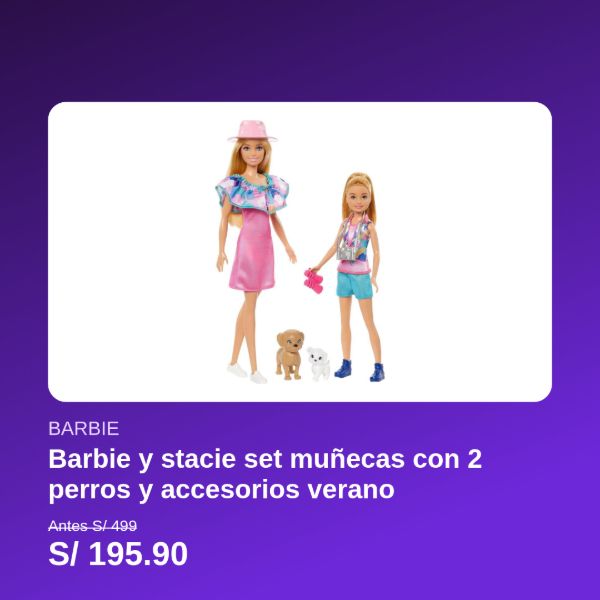 BARBIE
Barbie y stacie set muñecas con 2
perros y accesorios verano
Antes S/ 499
S/ 195.90